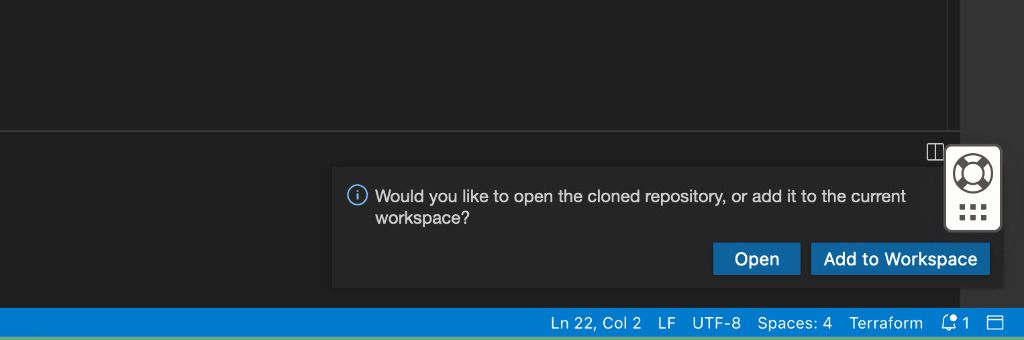 Would you like to open the cloned repository, or add it to the current
workspace?
Open Add to Workspace
Ln 22, Col 2 LF UTF-8 Spaces: 4 Terraform 1